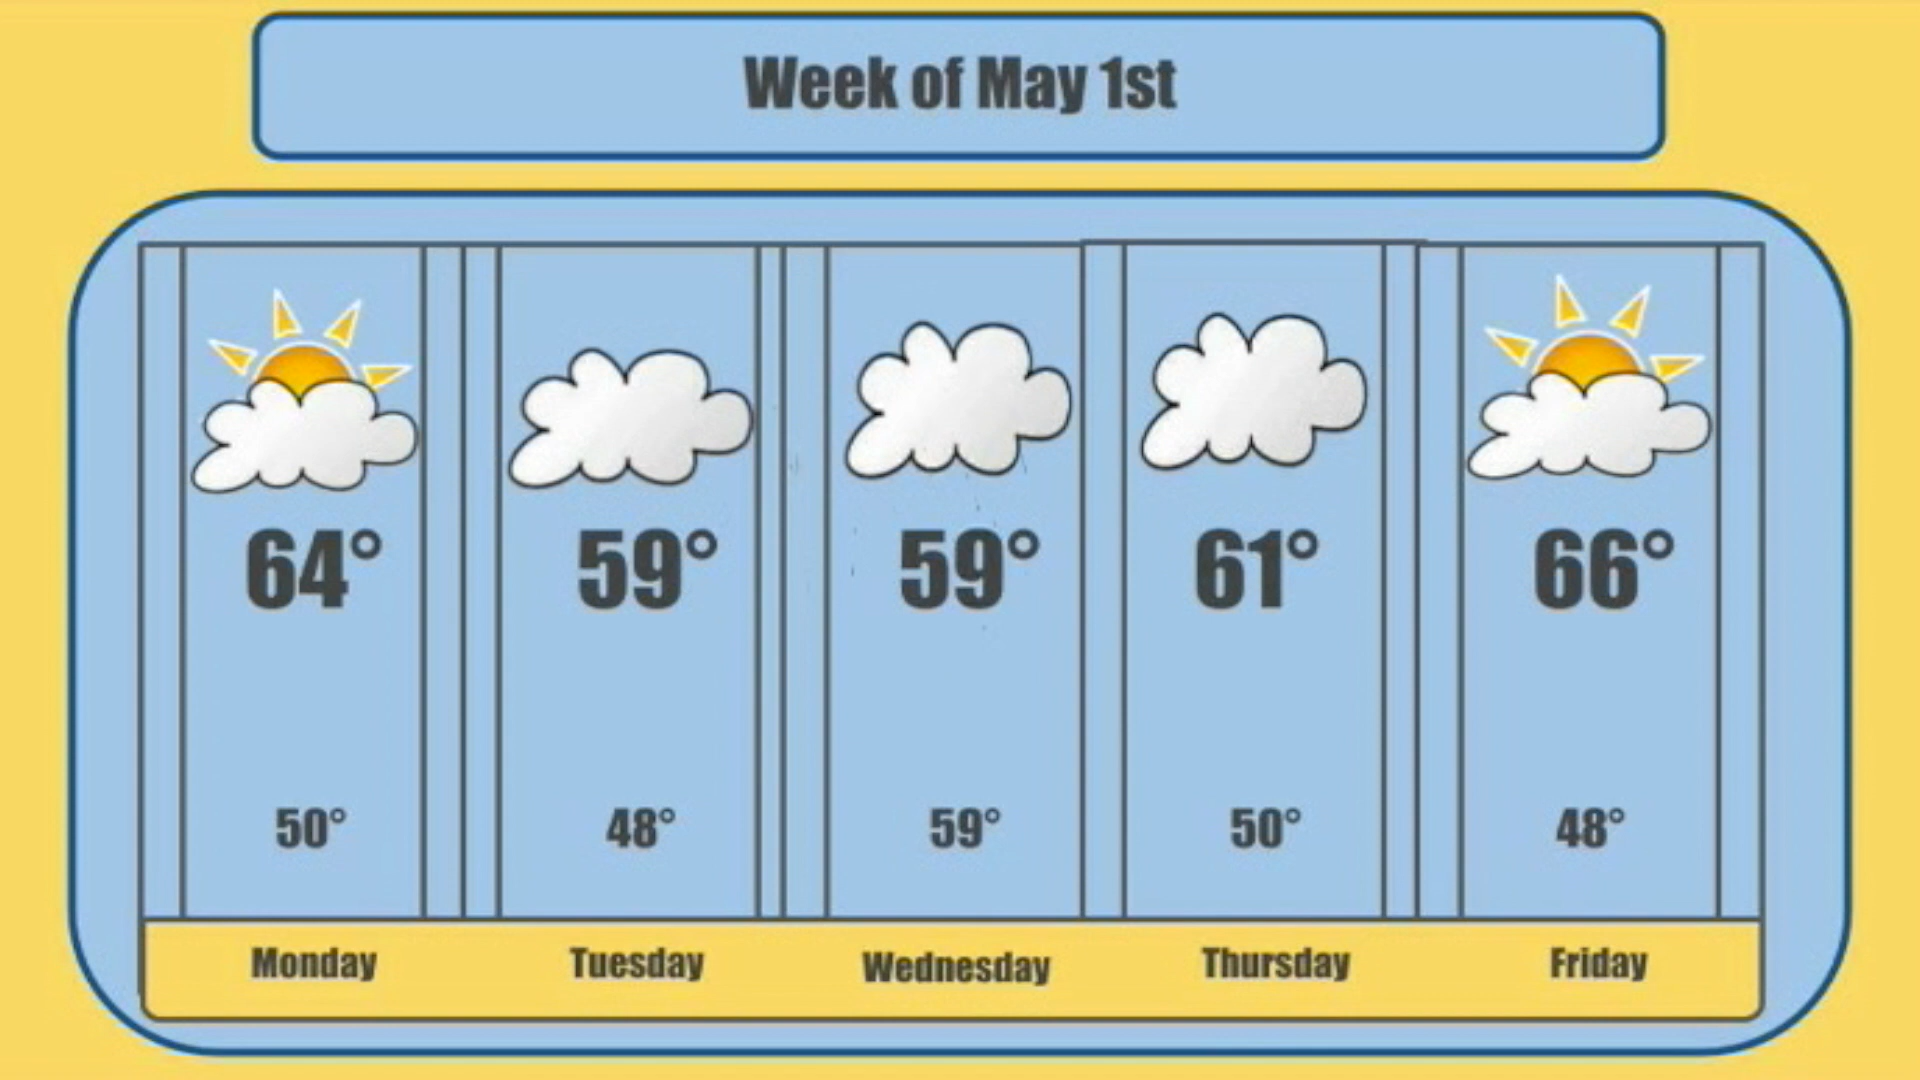 Week of May 1st
64° 59° 59° 61° 66°
50° 48° 59° 50° 48°
Monday Tuesday Wednesday Thursday Friday